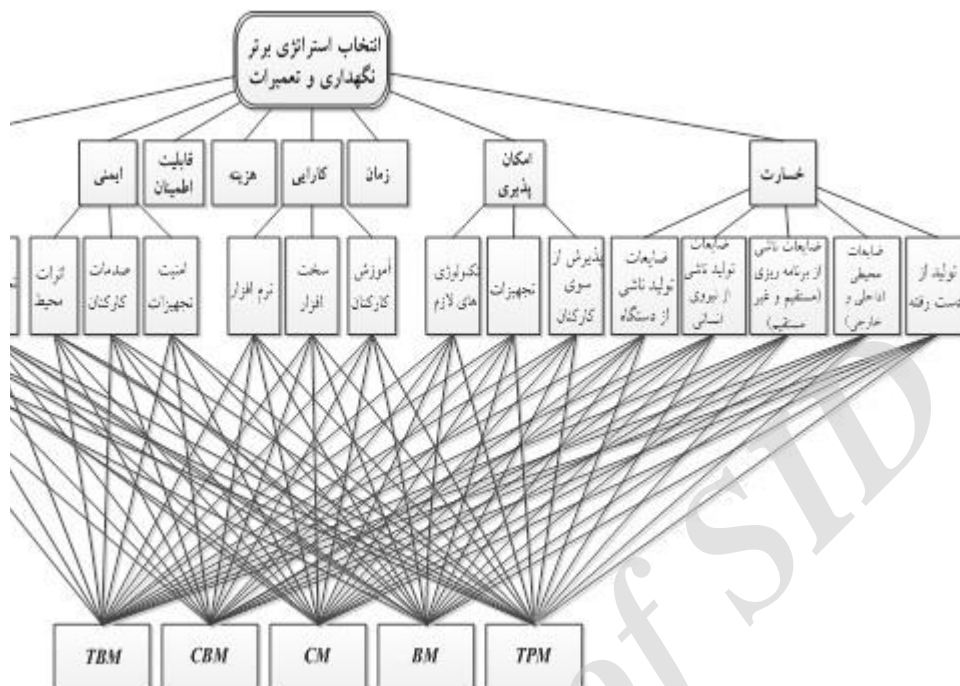 انتخاب استراتژی برتر
نگهداری و تعمیرات
خسارت
امکان
پذیری
زمان
کارایی
هزینه
قابلیت
اطمینان
ایمنی
تولید از
دست رفته
ضایعات
محیطی
(داخلی و
خارجی)
ضایعات ناشی
از برنامه ریزی
(مستقیم و غیر
مستقیم)
ضایعات
تولید ناشی
از نیروی
انسانی
ضایعات
تولید ناشی
از دستگاه
پذیرش از
سوی
کارکنان
تجهیزات
تکنولوژی
های لازم
آموزش
کارکنان
سخت
افزار
نرم افزار
امنیت
تجهیزات
صدمات
کارکنان
اثرات
محیط
TBM
CBM
CM
BM
TPM
of SID